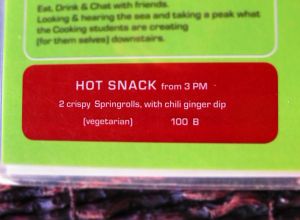 Eat, Drink & Chat with friends.
Looking & hearing the sea and taking a peak what
the Cooking students are creating
(for them selves) downstairs.
HOT SNACK from 3 PM
2 crispy Springrolls, with chili ginger dip
(vegetarian) 100 B